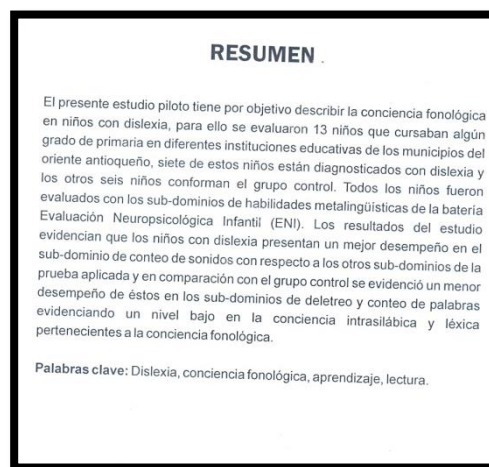 RESUMEN .
El presente estudio piloto tiene por objetivo describir la conciencia fonológica
en niños con dislexia, para ello se evaluaron 13 niños que cursaban algún
grado de primaria en diferentes instituciones educativas de los municipios del
oriente antioqueño, siete de estos niños están diagnosticados con dislexia y
los otros seis niños conforman el grupo control. Todos los niños fueron
evaluados con los sub-dominios de habilidades metalingüísticas de la batería
Evaluación Neuropsicológica Infantil (ENI). Los resultados del estudio
evidencian que los niños con dislexia presentan un mejor desempeño en el
sub-dominio de conteo de sonidos con respecto a los otros sub-dominios de la
prueba aplicada y en comparación con el grupo control se evidenció un menor
desempeño de éstos en los sub-dominios de deletreo y conteo de palabras
evidenciando un nivel bajo en la conciencia intrasilábica y léxica
pertenecientes a la conciencia fonológica.
Palabras clave: Dislexia, conciencia fonológica, aprendizaje, lectura.